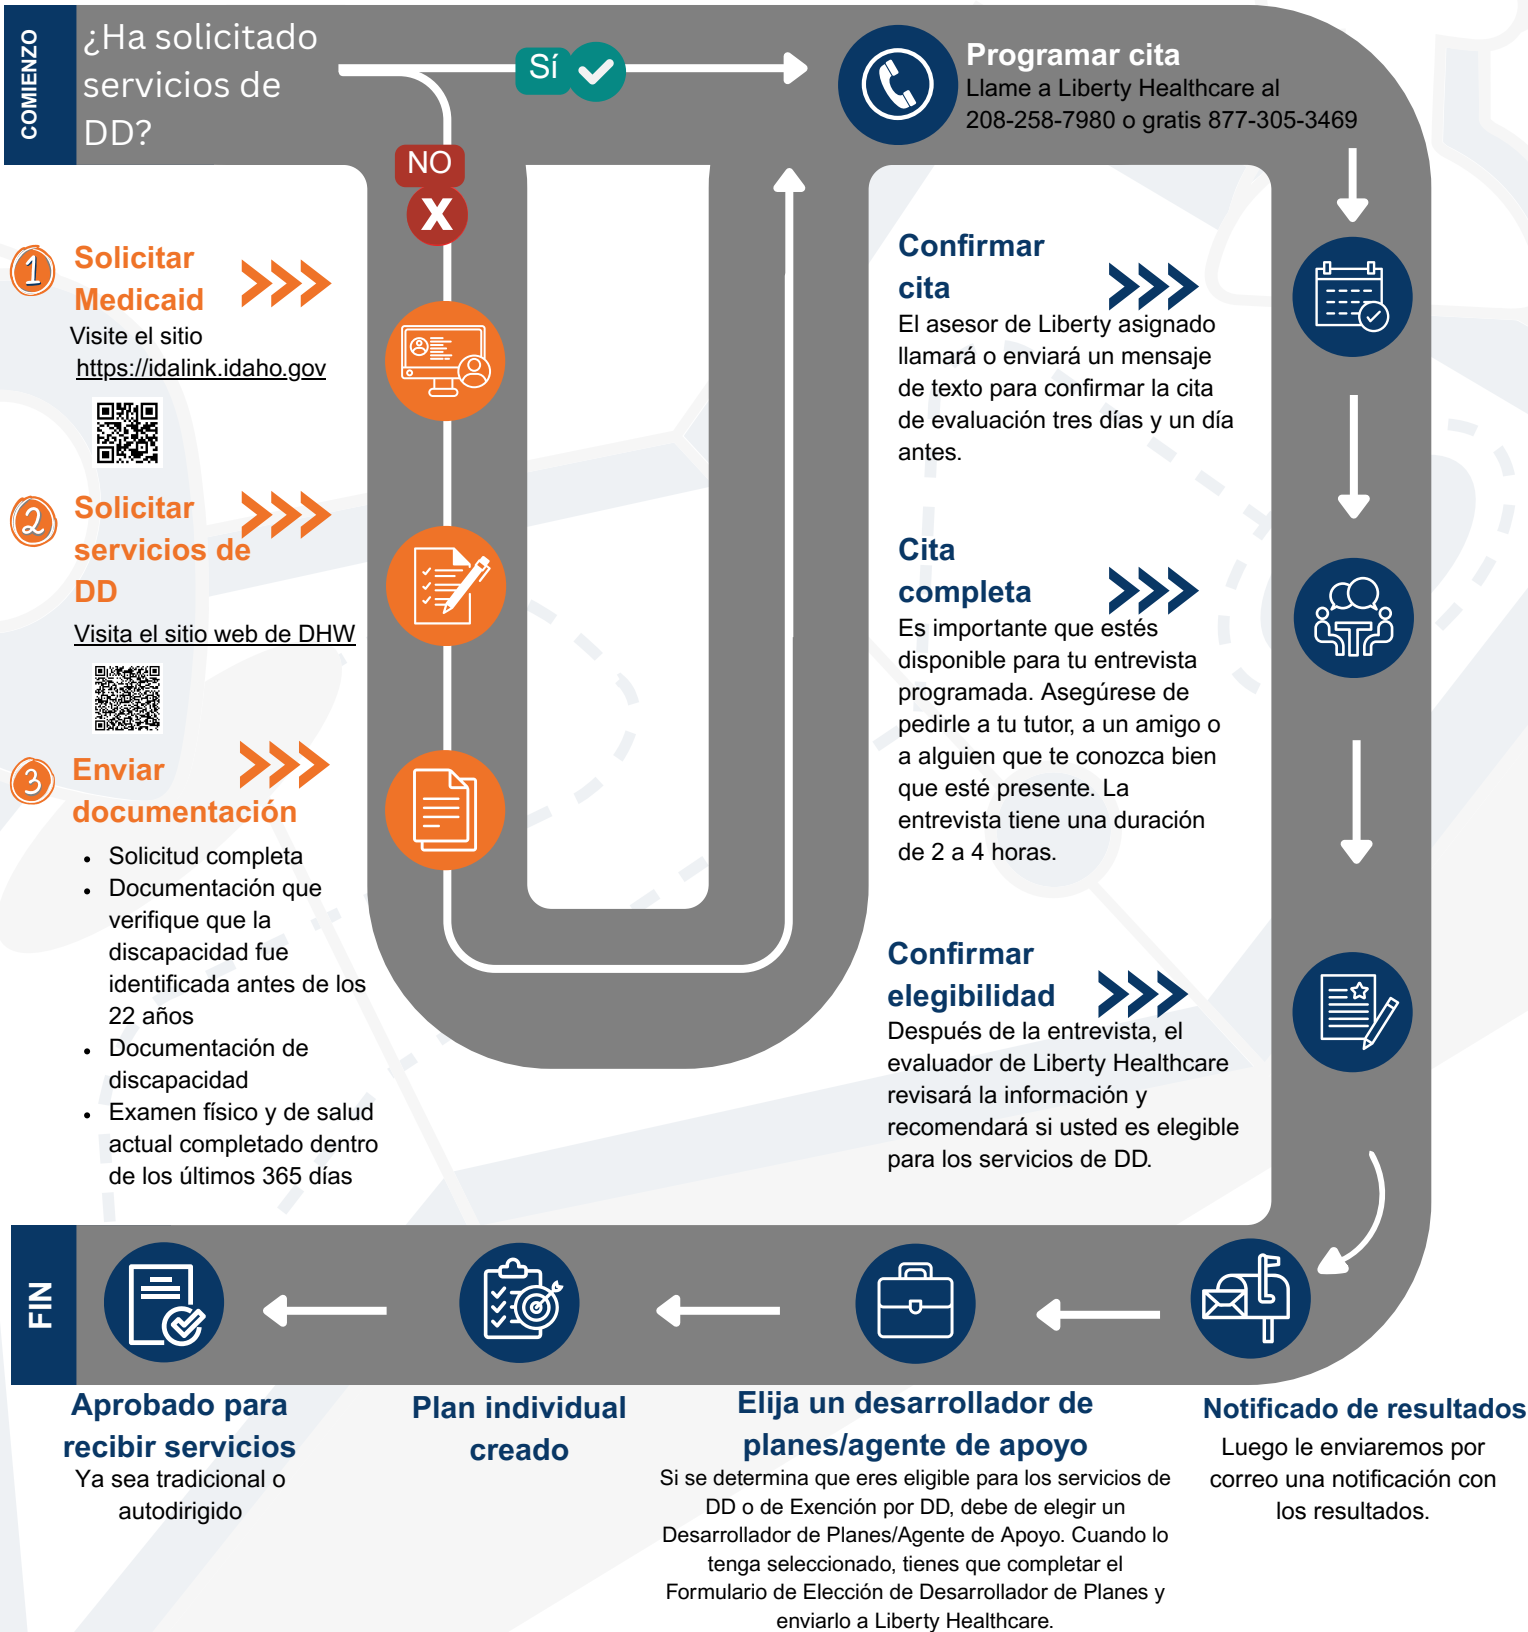 COMIENZO
¿Ha solicitado
servicios de
DD?
Sí
NO
X
Programar cita
Llame a Liberty Healthcare al
208-258-7980 o gratis 877-305-3469
1
Solicitar
Medicaid
Visite el sitio
https://idalink.idaho.gov
2
Solicitar
servicios de
DD
Visita el sitio web de DHW
3
Enviar
documentación
• Solicitud completa
• Documentación que
verifique que la
discapacidad fue
identificada antes de los
22 años
• Documentación de
discapacidad
• Examen físico y de salud
actual completado dentro
de los últimos 365 días
Confirmar
cita
El asesor de Liberty asignado
llamará o enviará un mensaje
de texto para confirmar la cita
de evaluación tres días y un día
antes.
Cita
completa
Es importante que estés
disponible para tu entrevista
programada. Asegúrese de
pedirle a tu tutor, a un amigo o
a alguien que te conozca bien
que esté presente. La
entrevista tiene una duración
de 2 a 4 horas.
Confirmar
elegibilidad
Después de la entrevista, el
evaluador de Liberty Healthcare
revisará la información y
recomendará si usted es elegible
para los servicios de DD.
Notificado de resultados
Luego le enviaremos por
correo una notificación con
los resultados.
Elija un desarrollador de
planes/agente de apoyo
Si se determina que eres eligible para los servicios de
DD o de Exención por DD, debe de elegir un
Desarrollador de Planes/Agente de Apoyo. Cuando lo
tenga seleccionado, tienes que completar el
Formulario de Elección de Desarrollador de Planes y
enviarlo a Liberty Healthcare.
Plan individual
creado
Aprobado para
recibir servicios
Ya sea tradicional o
autodirigido
FIN